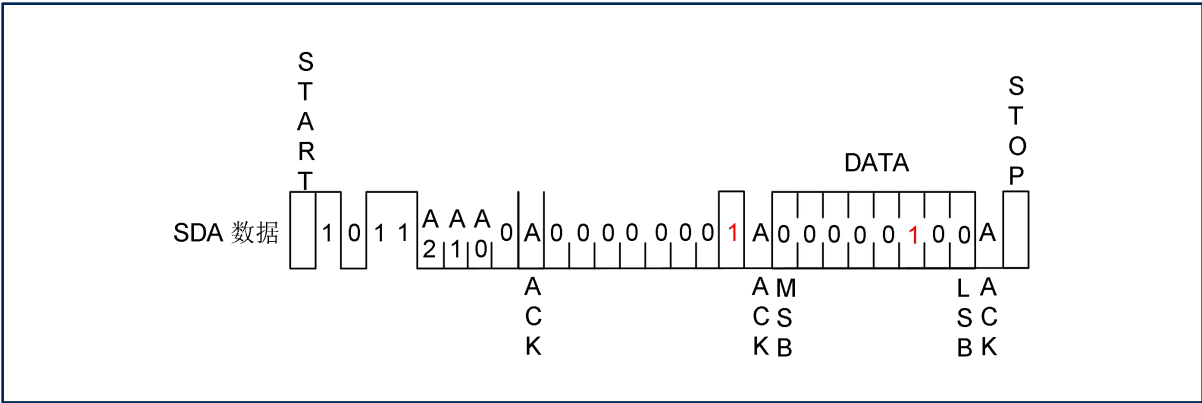 START
STOP
DATA
SDA 数据 1 0 1 1 A2 A1 A0 0 A 0 0 0 0 0 0 0 1 A 0 0 0 0 0 1 0 0 A
ACK
ACK
MSB
LSB
ACK